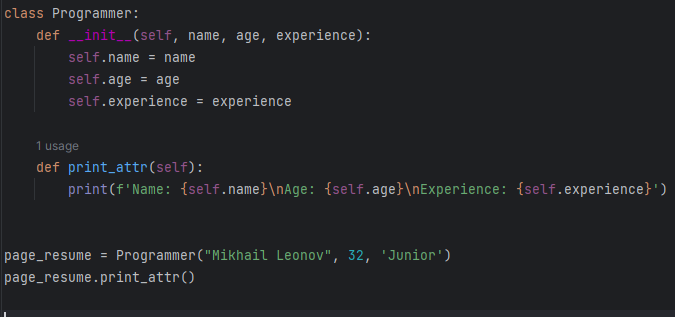 class Programmer:
    def __init__(self, name, age, experience):
        self.name = name
        self.age = age
        self.experience = experience
    1 usage
    def print_attr(self):
        print(f'Name: {self.name}\nAge: {self.age}\nExperience: {self.experience}')
page_resume = Programmer("Mikhail Leonov", 32, 'Junior')
page_resume.print_attr()